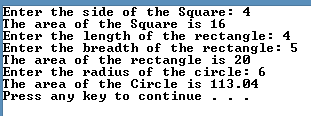 Enter the side of the Square: 4
The area of the Square is 16
Enter the length of the rectangle: 4
Enter the breadth of the rectangle: 5
The area of the rectangle is 20
Enter the radius of the circle: 6
The area of the Circle is 113.04
Press any key to continue . . .